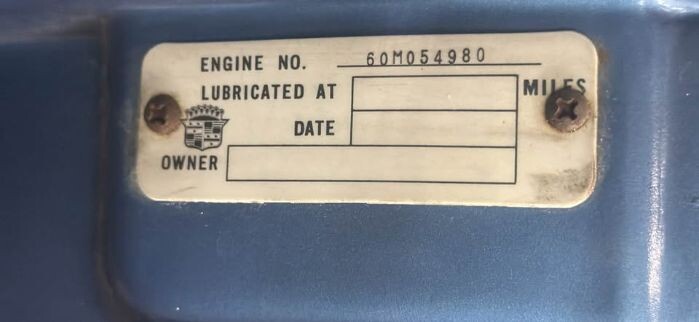 ENGINE NO. 60M054980
LUBRICATED AT MILES
DATE
OWNER